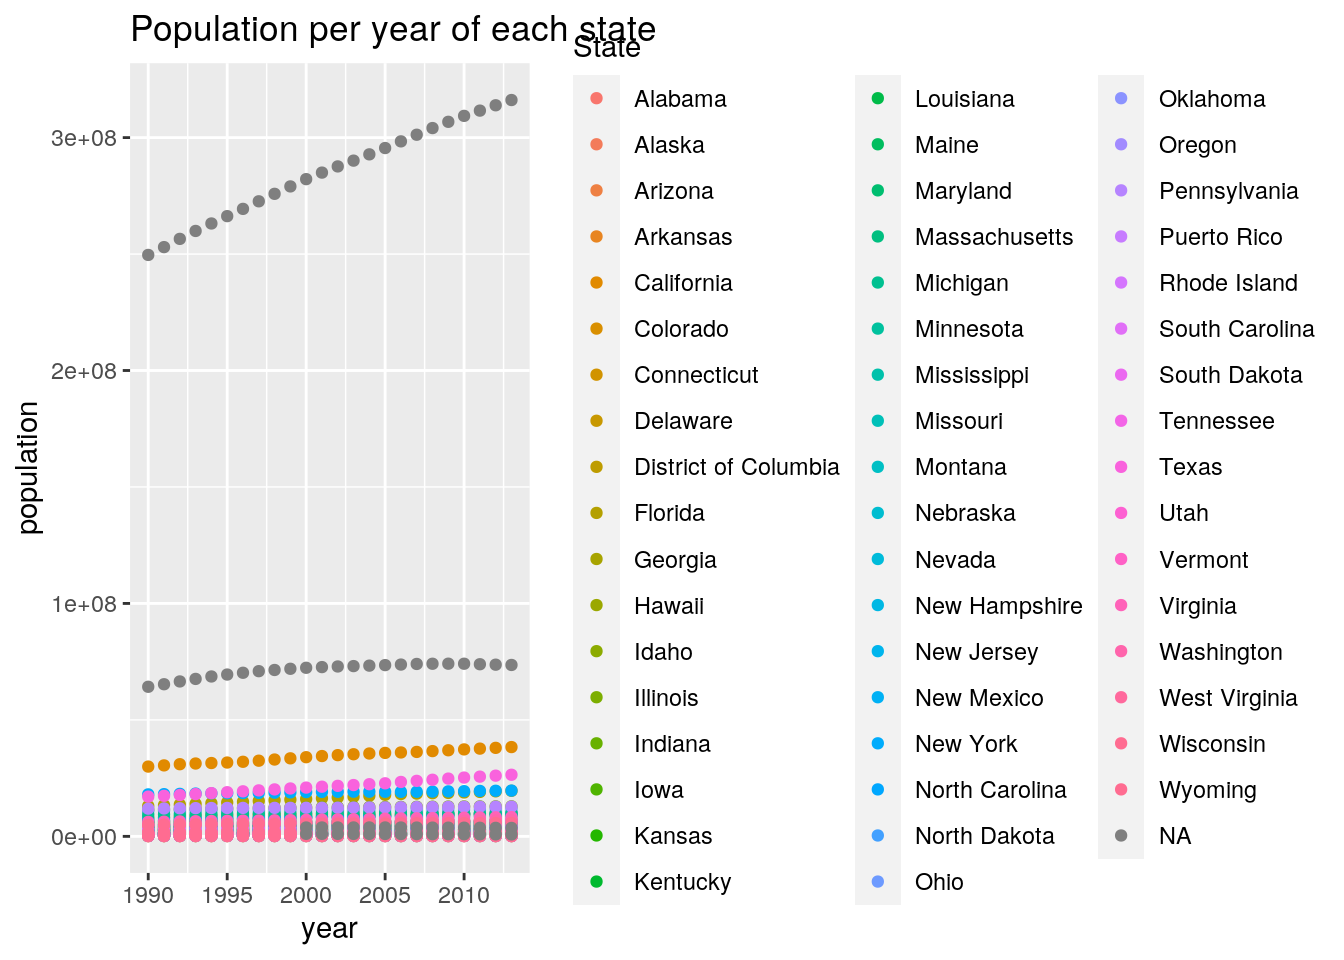 Population per year of each state
State
population
3e+08
2e+08
1e+08
0e+00
1990 1995 2000 2005 2010
year
Alabama
Alaska
Arizona
Arkansas
California
Colorado
Connecticut
Delaware
District of Columbia
Florida
Georgia
Hawaii
Idaho
Illinois
Indiana
Iowa
Kansas
Kentucky
Louisiana
Maine
Maryland
Massachusetts
Michigan
Minnesota
Mississippi
Missouri
Montana
Nebraska
Nevada
New Hampshire
New Jersey
New Mexico
New York
North Carolina
North Dakota
Ohio
Oklahoma
Oregon
Pennsylvania
Puerto Rico
Rhode Island
South Carolina
South Dakota
Tennessee
Texas
Utah
Vermont
Virginia
Washington
West Virginia
Wisconsin
Wyoming
NA